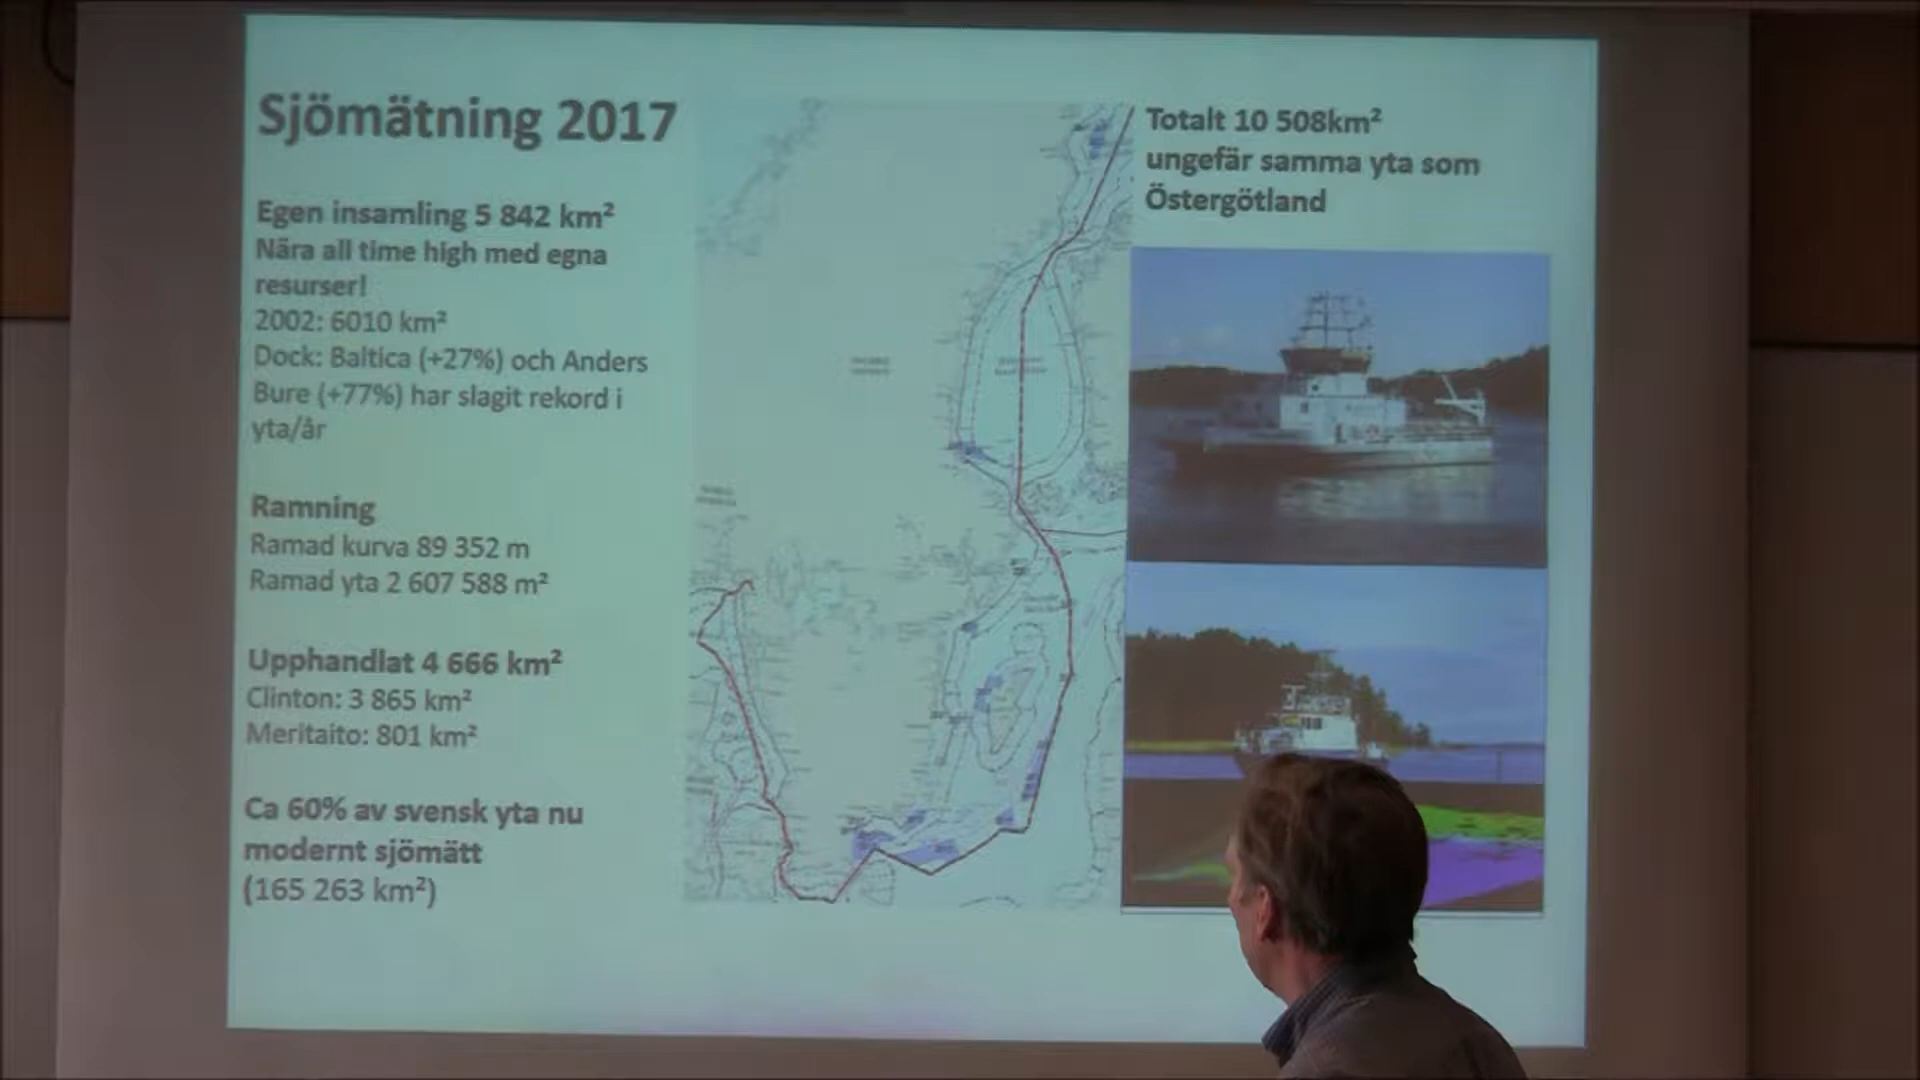 Sjömätning 2017
Egen insamling 5 842 km²
Nära all time high med egna
resurser!
2002: 6010 km²
Dock: Baltica (+27%) och Anders
Bure (+77%) har slagit rekord i
yta/år
Ramning
Ramad kurva 89 352 m
Ramad yta 2 607 588 m²
Upphandlat 4 666 km²
Clinton: 3 865 km²
Meritaito: 801 km²
Ca 60% av svensk yta nu
modernt sjömätt
(165 263 km²)
Totalt 10 508km²
ungefär samma yta som
Östergötland